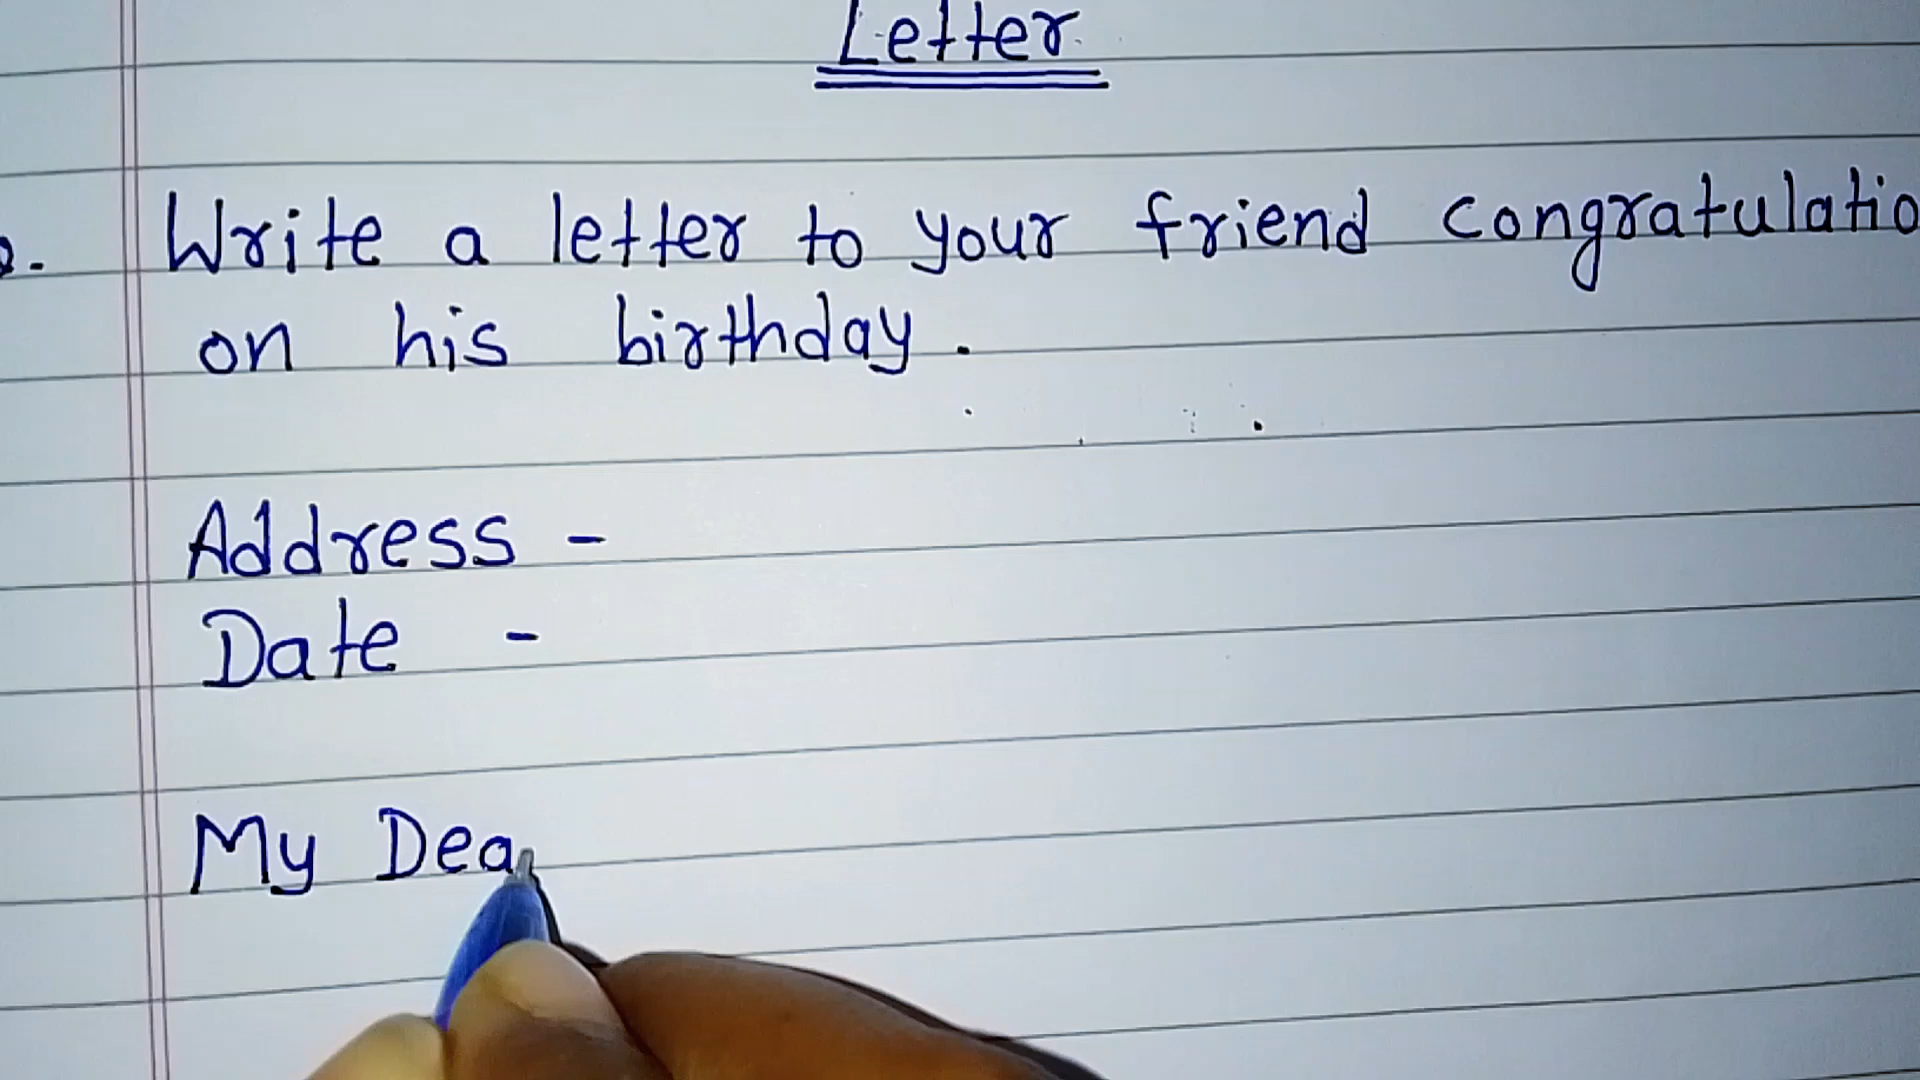 Letter
Write a letter to your friend congratulatio
on his birthday.
Address -
Date -
My Dea